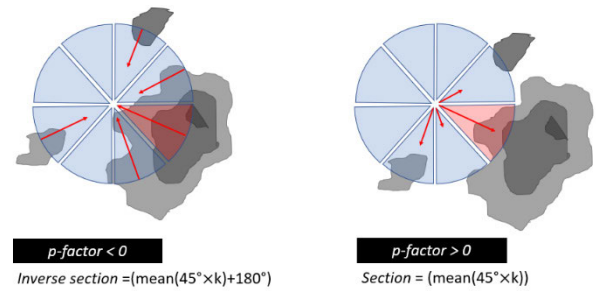 p-factor < 0
p-factor > 0
Inverse section =(mean(45°×k)+180°)
Section = (mean(45°×k))